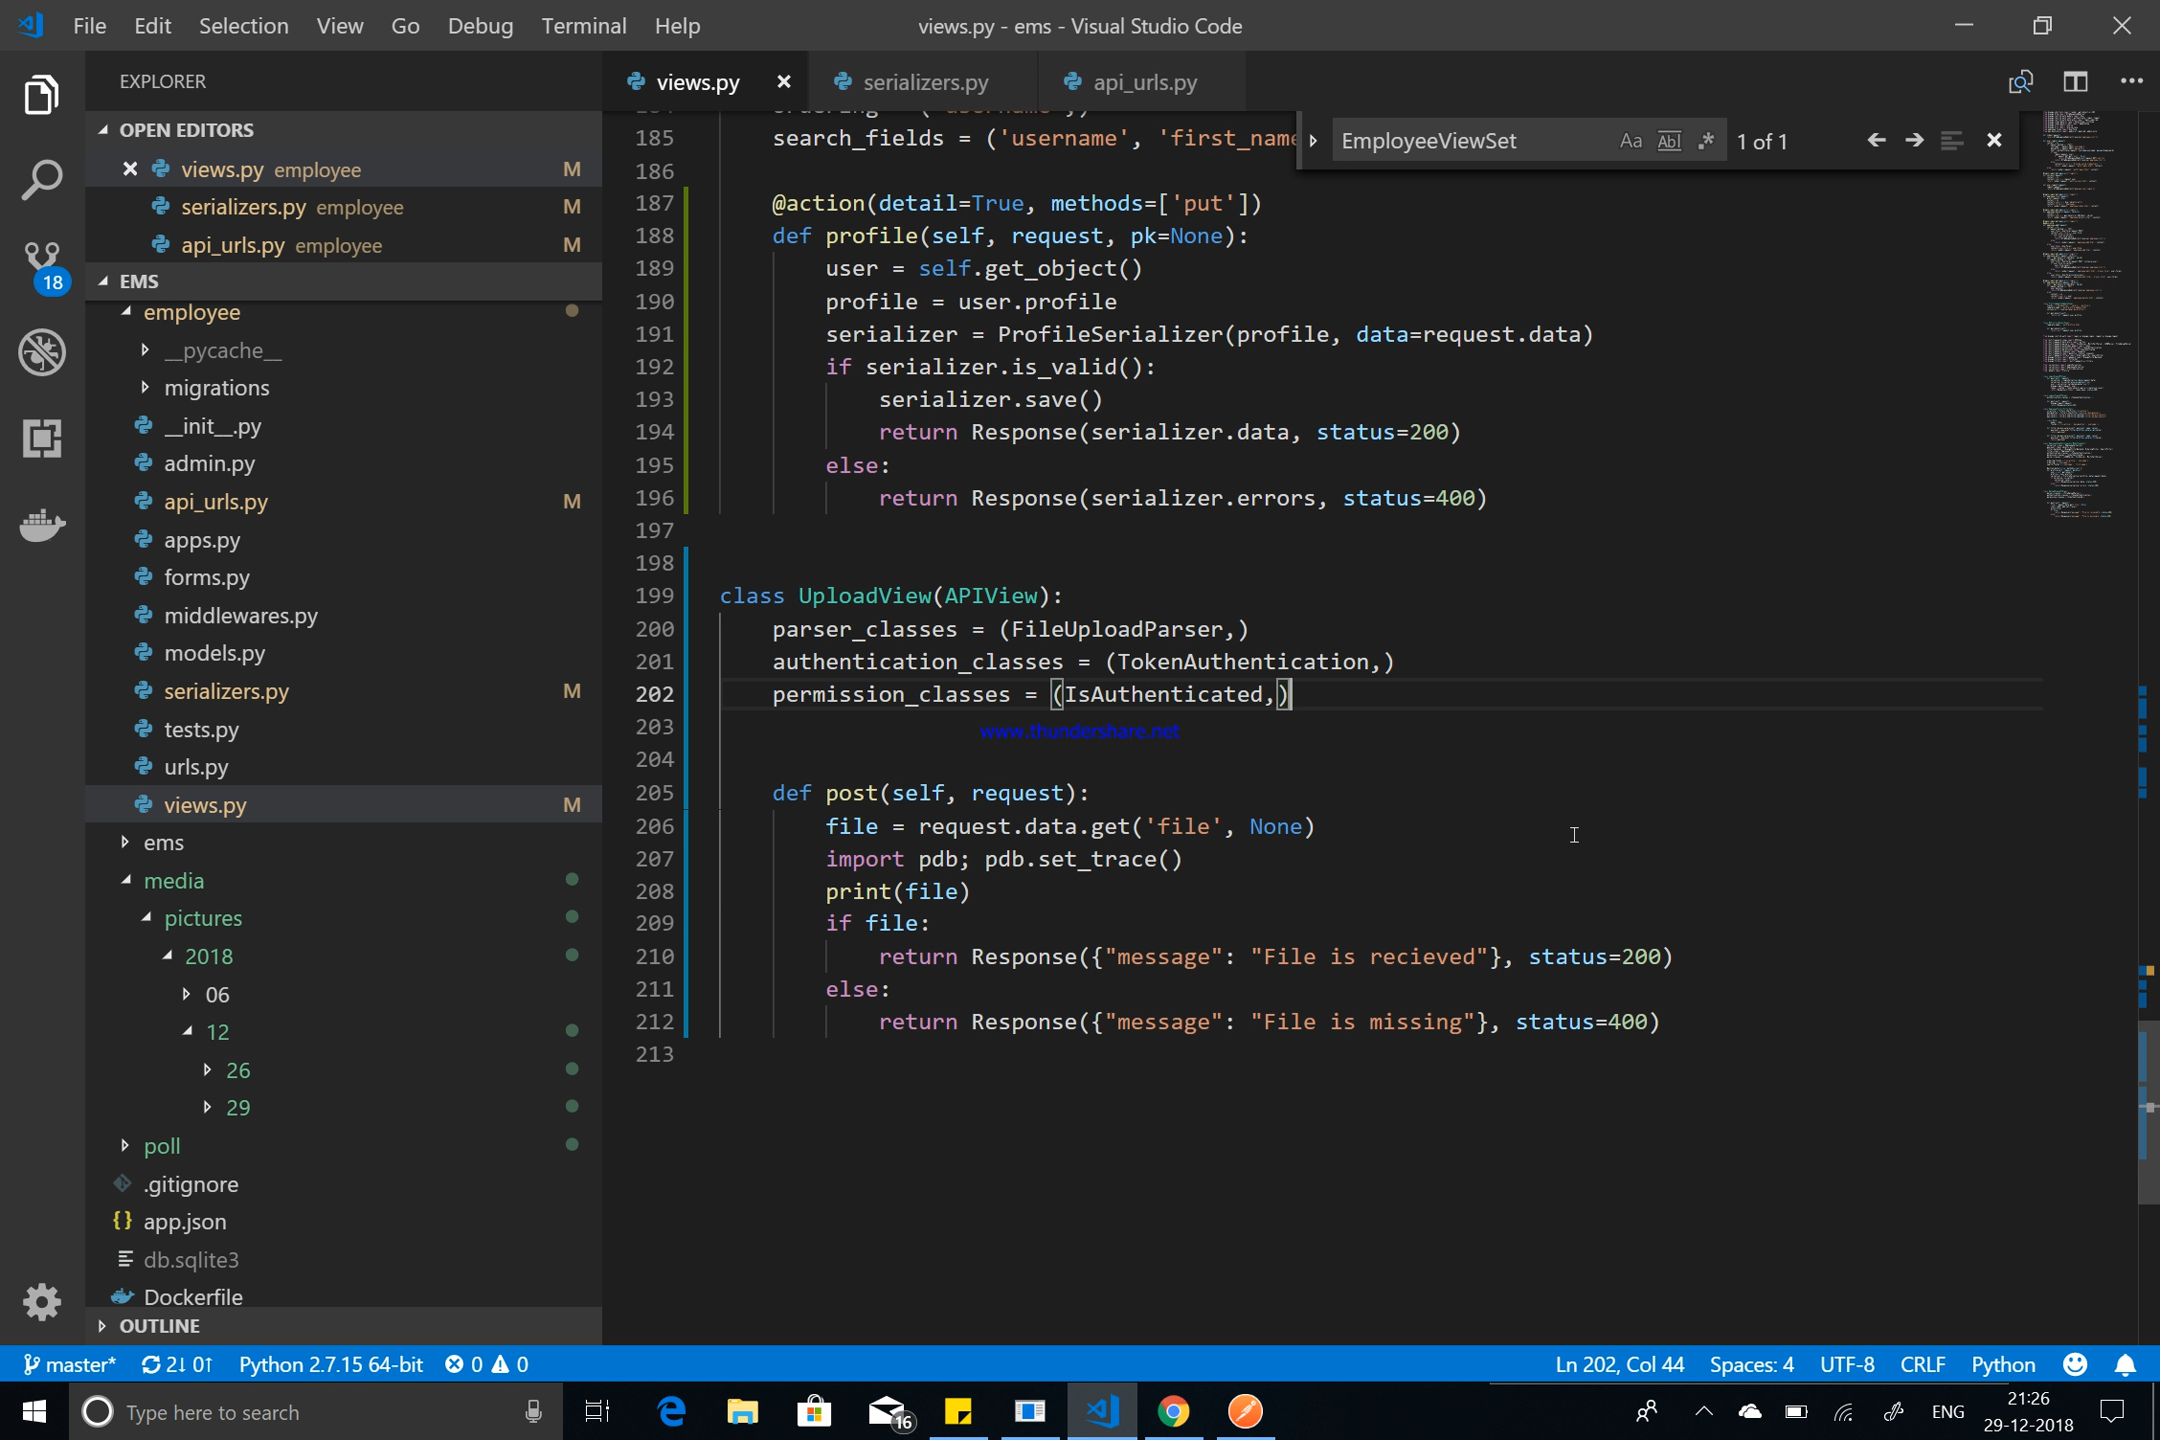 File Edit Selection View Go Debug Terminal Help
views.py - ems - Visual Studio Code
EXPLORER
OPEN EDITORS
views.py employee M
serializers.py employee M
api_urls.py employee M
18
EMS
employee
__pycache__
migrations
__init__.py
admin.py
api_urls.py M
apps.py
forms.py
middlewares.py
models.py
serializers.py M
tests.py
urls.py
views.py M
ems
media
pictures
2018
06
12
26
29
poll
.gitignore
app.json
db.sqlite3
Dockerfile
OUTLINE
views.py serializers.py api_urls.py
EmployeeViewSet Aa Abl .* 1 of 1
185 search_fields = ('username', 'first_name
186
187 @action(detail=True, methods=['put'])
188 def profile(self, request, pk=None):
189 user = self.get_object()
190 profile = user.profile
191 serializer = ProfileSerializer(profile, data=request.data)
192 if serializer.is_valid():
193 serializer.save()
194 return Response(serializer.data, status=200)
195 else:
196 return Response(serializer.errors, status=400)
197
198
199 class UploadView(APIView):
200 parser_classes = (FileUploadParser,)
201 authentication_classes = (TokenAuthentication,)
202 permission_classes = (IsAuthenticated,)
203
www.thundershare.net
204
205 def post(self, request):
206 file = request.data.get('file', None)
207 import pdb; pdb.set_trace()
208 print(file)
209 if file:
210 return Response({"message": "File is recieved"}, status=200)
211 else:
212 return Response({"message": "File is missing"}, status=400)
213
master* 2↓ 0↑ Python 2.7.15 64-bit 0 0
Ln 202, Col 44 Spaces: 4 UTF-8 CRLF Python
Type here to search
16
ENG
21:26
29-12-2018